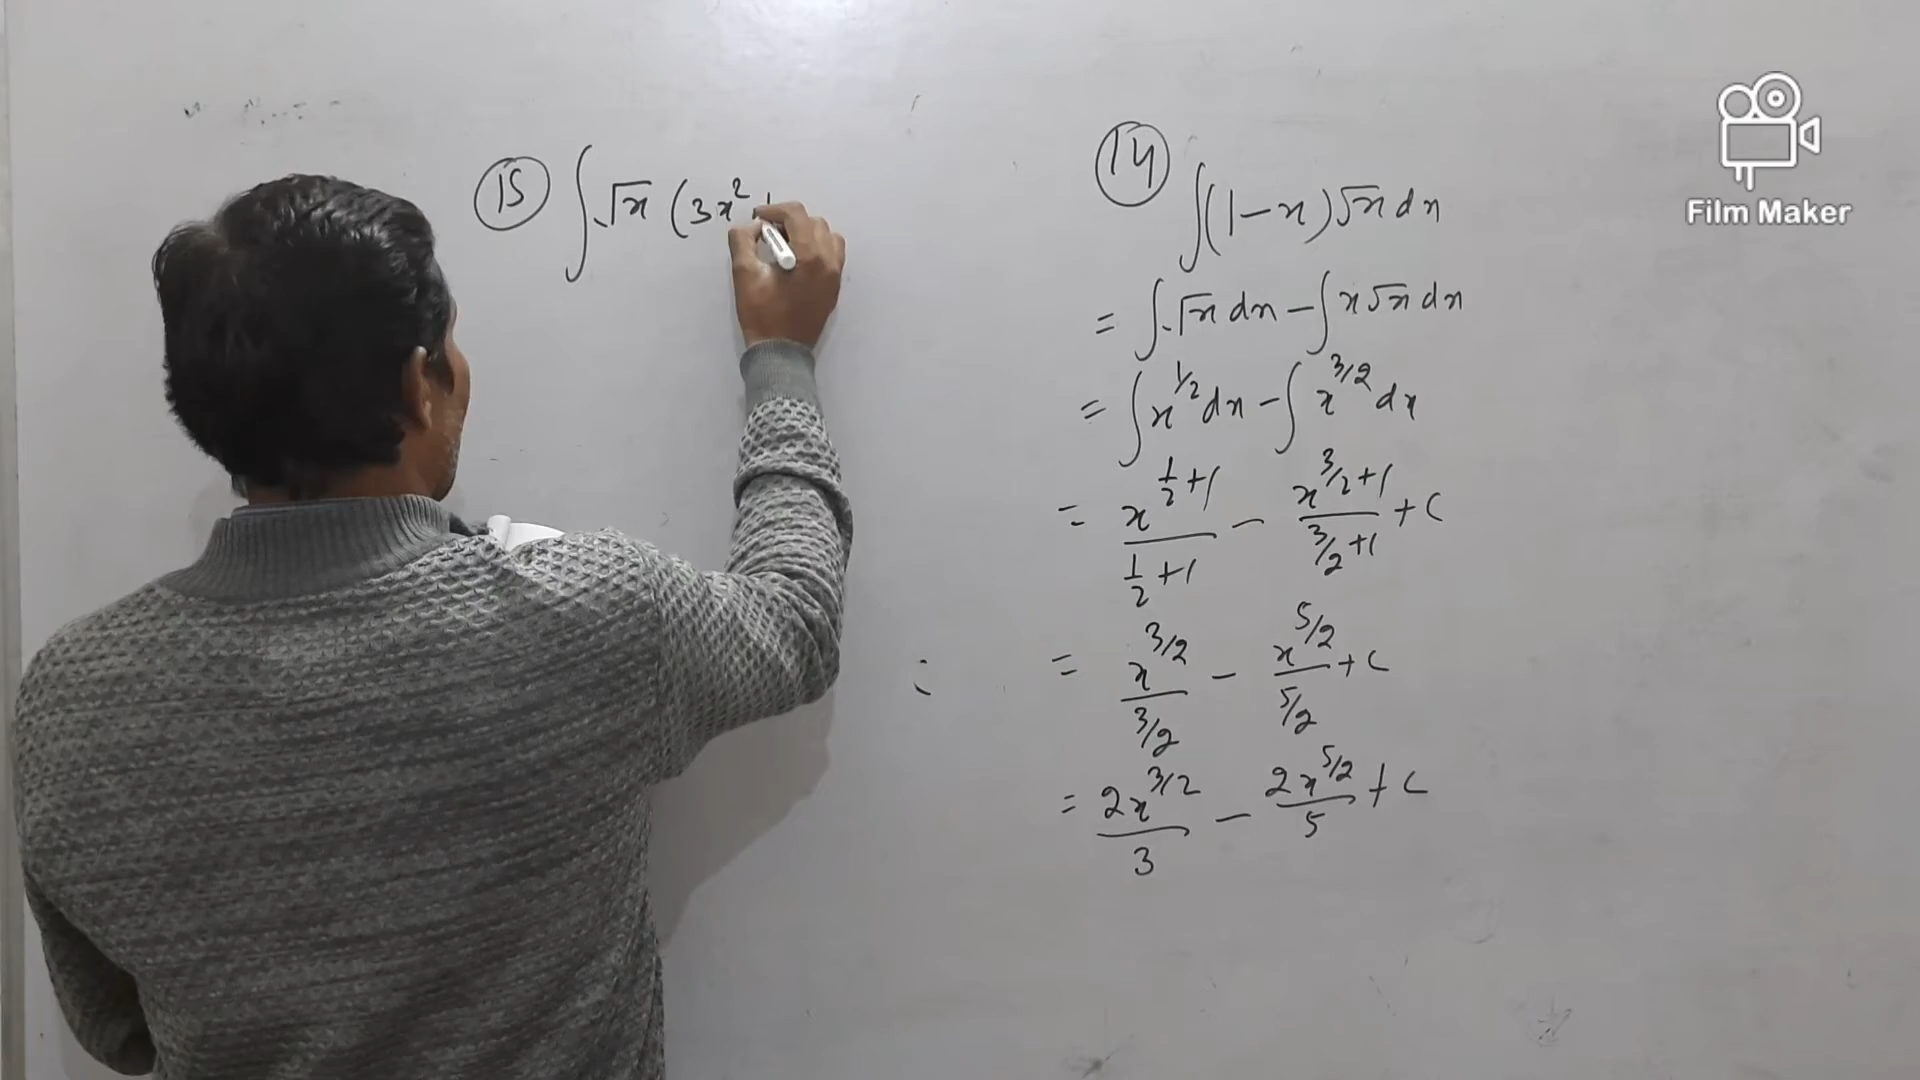 (15) ∫ √x (3x² +
(14) ∫(1-x)√x dx
= ∫√x dx - ∫x√x dx
= ∫x^{1/2} dx - ∫x^{3/2} dx
= x^{1/2+1}/(1/2+1) - x^{3/2+1}/(3/2+1) + c
= x^{3/2}/(3/2) - x^{5/2}/(5/2) + c
= 2x^{3/2}/3 - 2x^{5/2}/5 + c
Film Maker